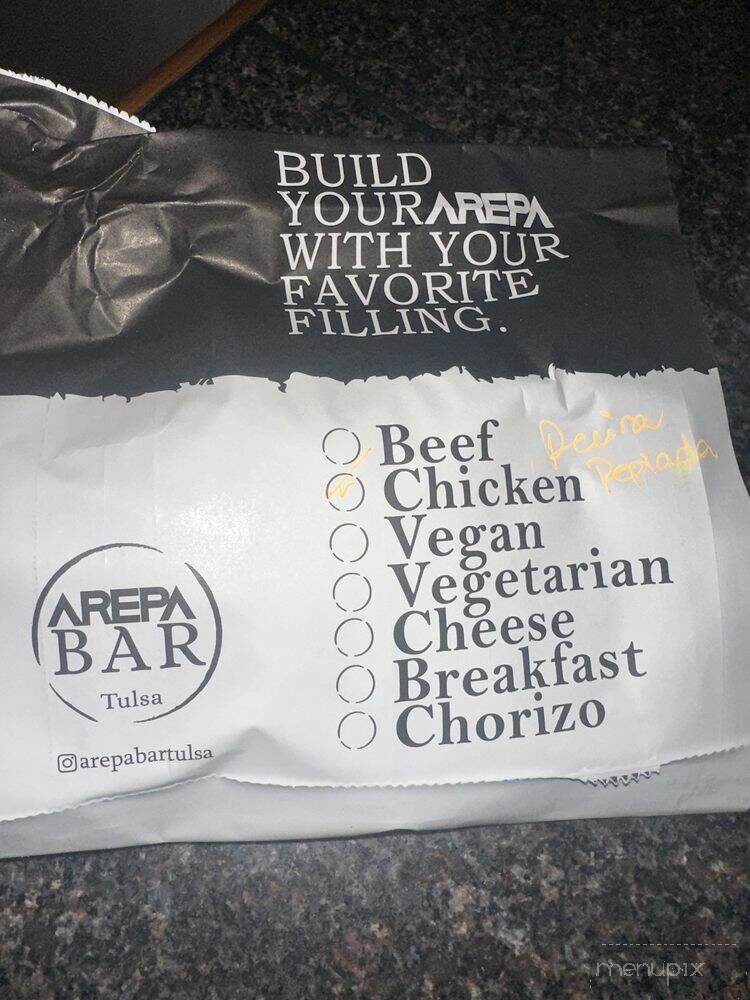 BUILD
YOUR AREPA
WITH YOUR
FAVORITE
FILLING.
Beef
Chicken
Vegan
Vegetarian
Cheese
Breakfast
Chorizo
AREPA
BAR
Tulsa
arepabartulsa
menupix